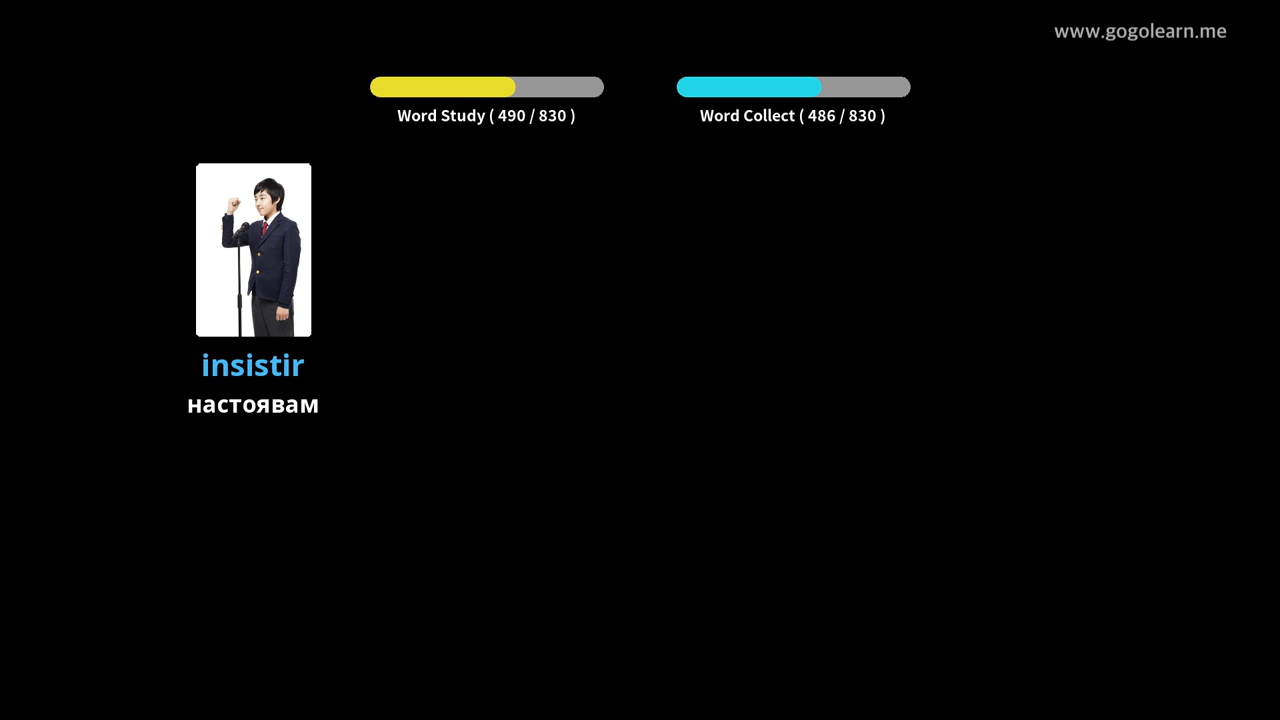 www.gogolearn.me
Word Study ( 490 / 830 )
Word Collect ( 486 / 830 )
insistir
настоявам